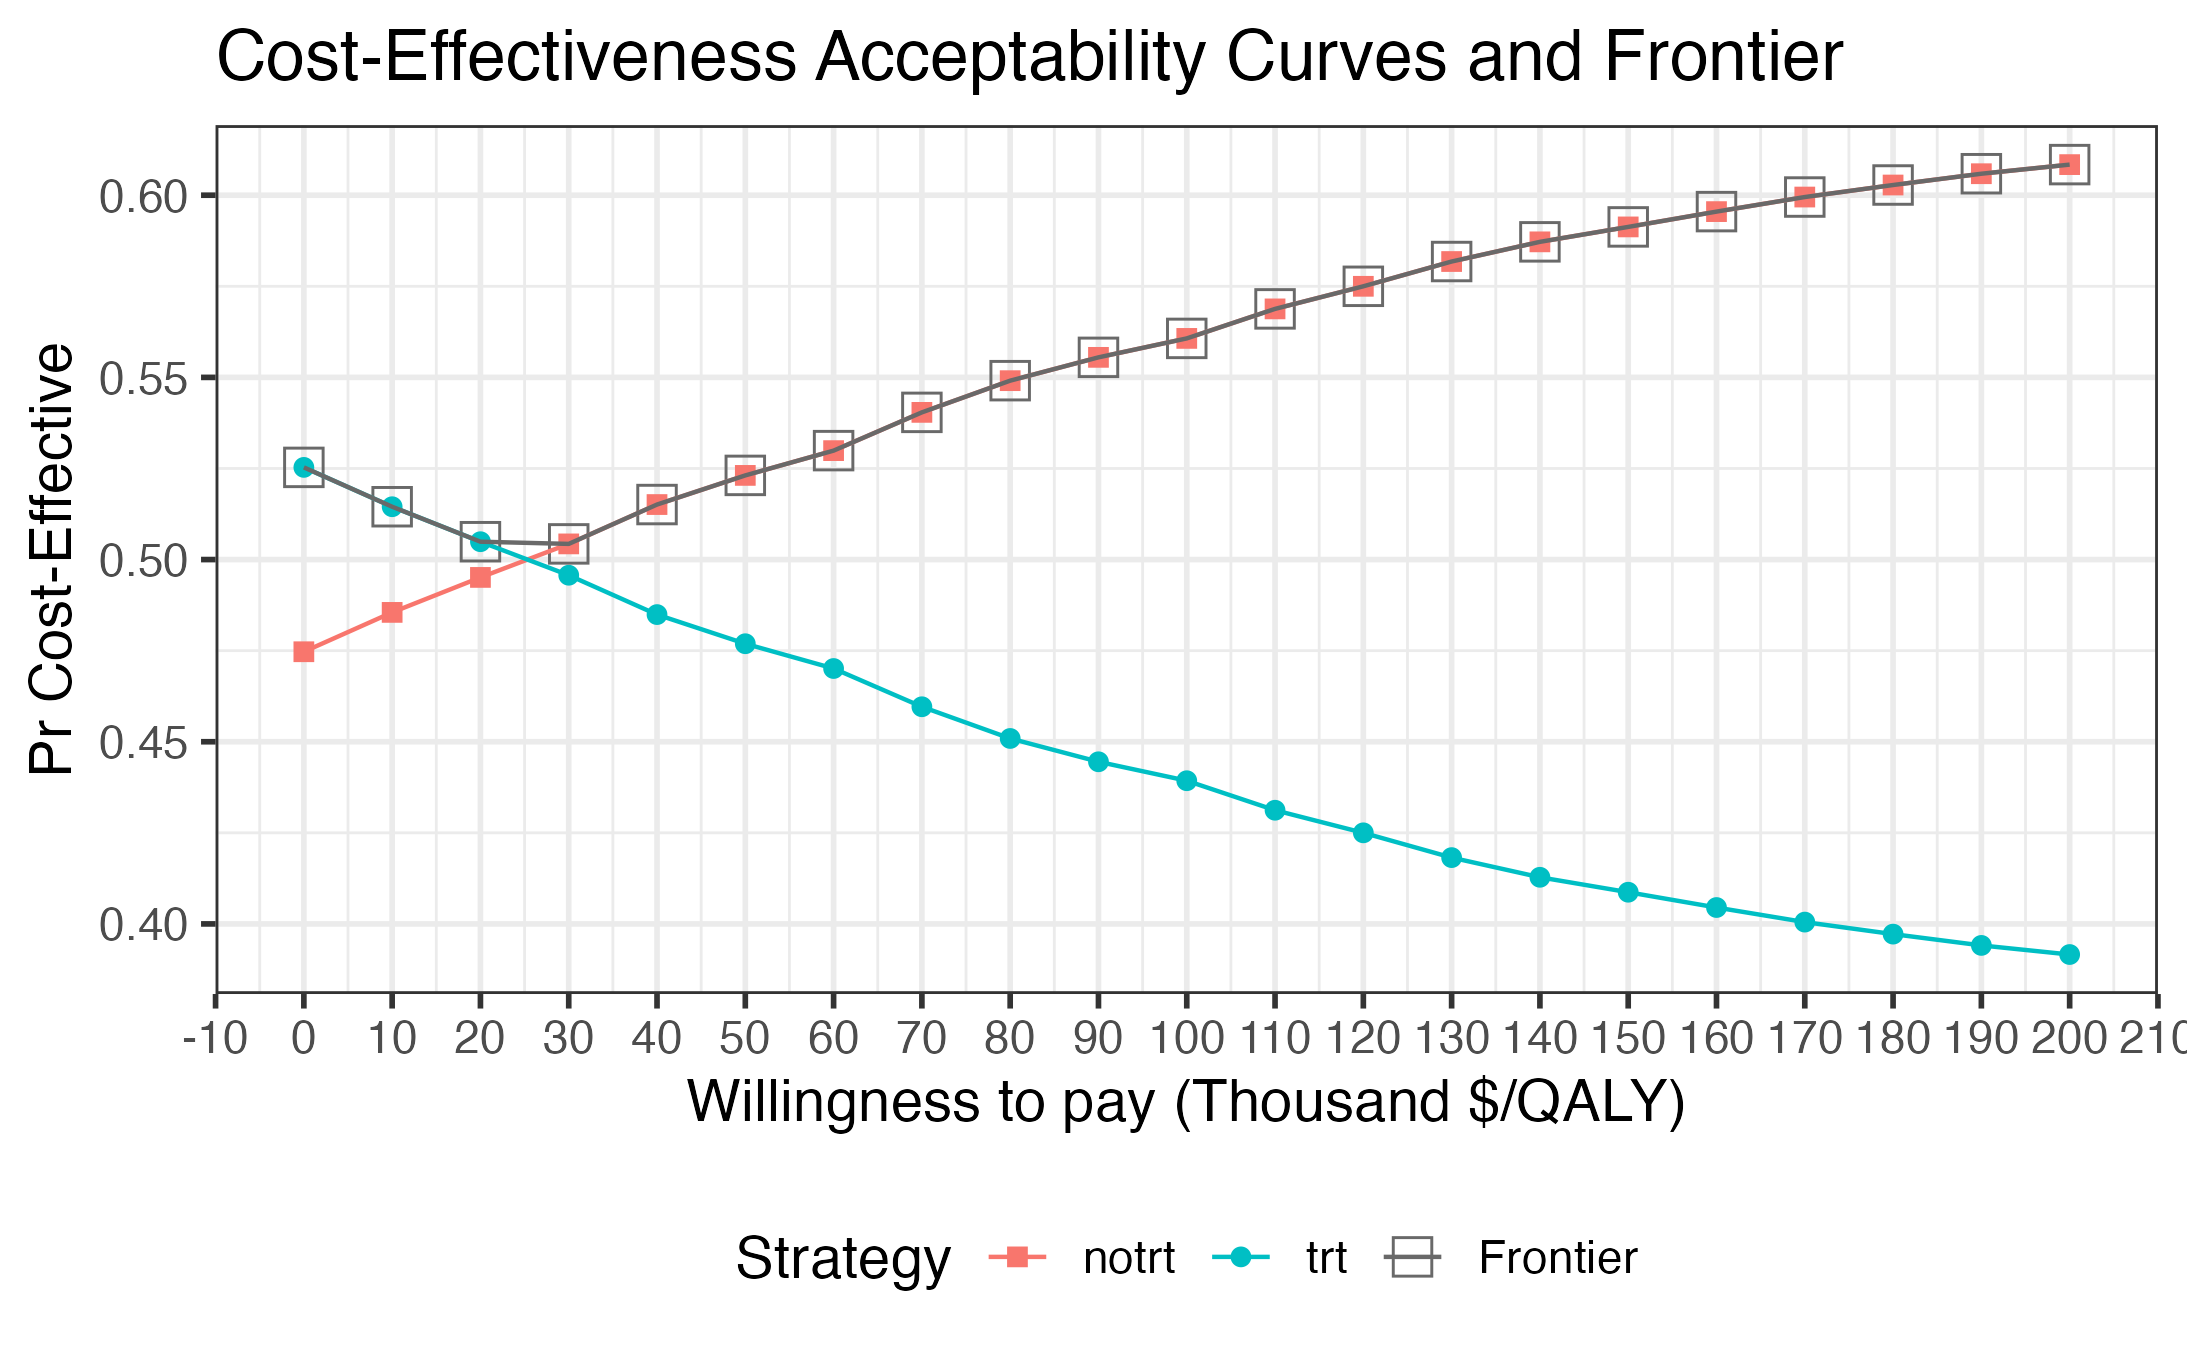 Cost-Effectiveness Acceptability Curves and Frontier
Pr Cost-Effective
0.60
0.55
0.50
0.45
0.40
-10 0 10 20 30 40 50 60 70 80 90 100 110 120 130 140 150 160 170 180 190 200 210
Willingness to pay (Thousand $/QALY)
Strategy notrt trt Frontier